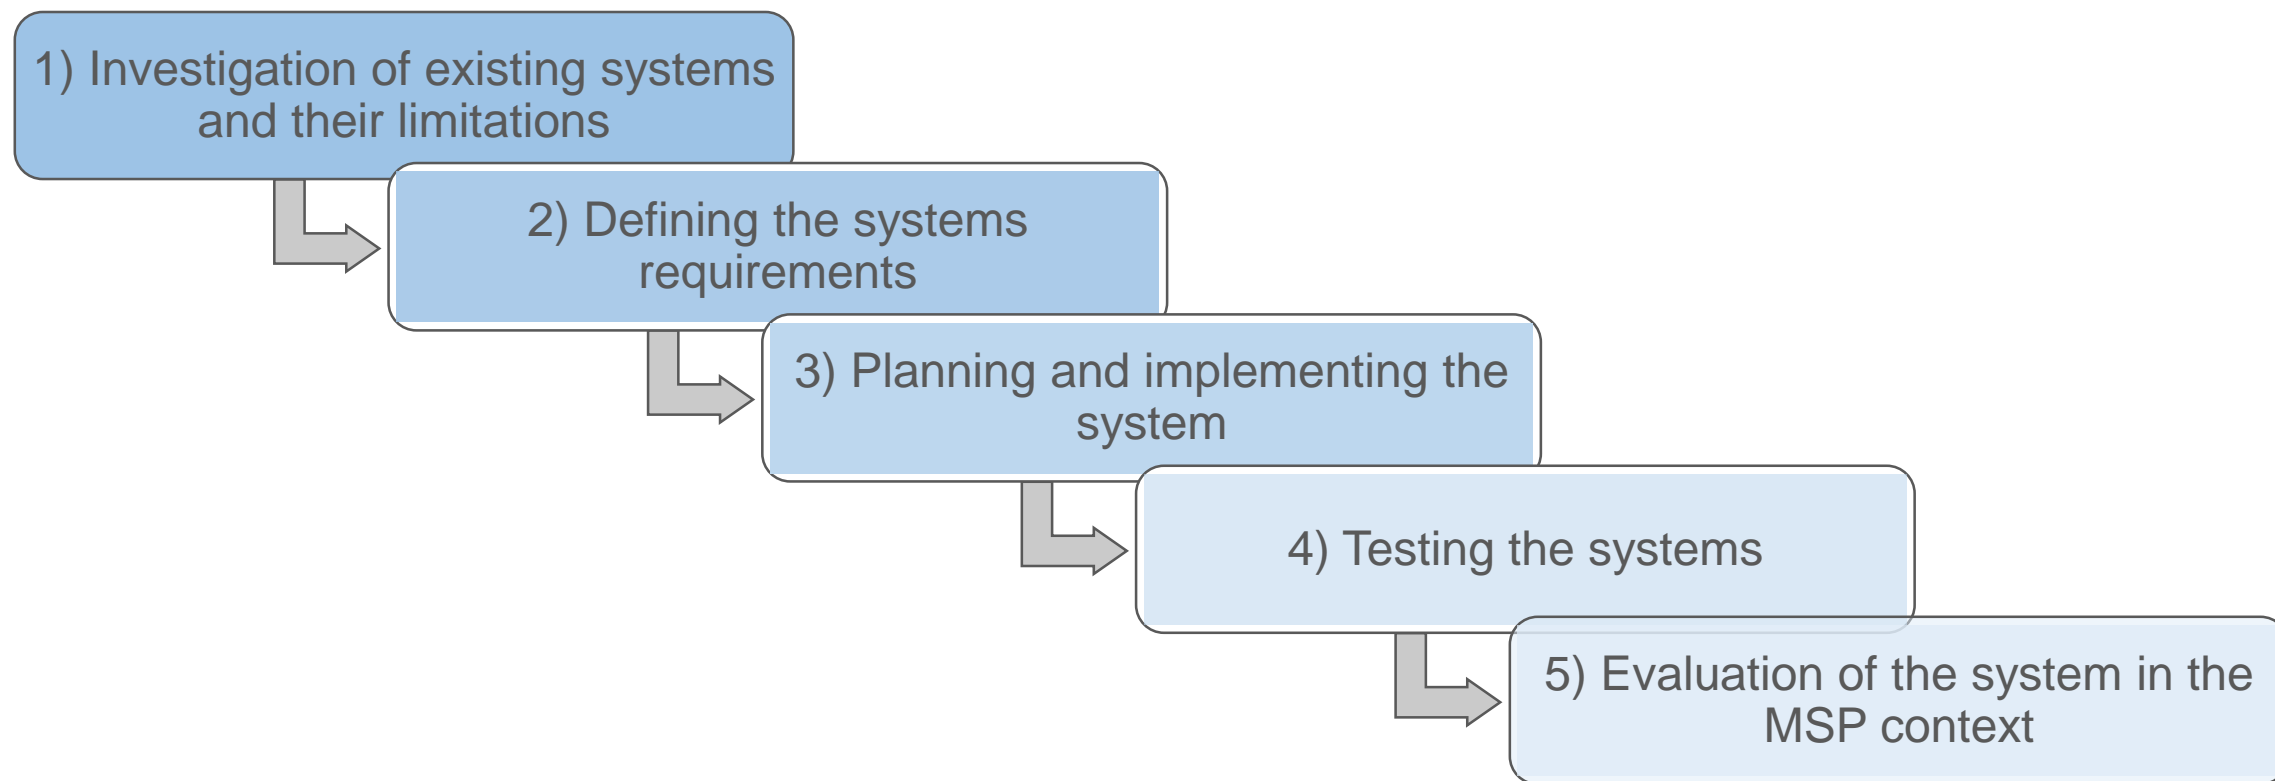 1) Investigation of existing systems
and their limitations
2) Defining the systems
requirements
3) Planning and implementing the
system
4) Testing the systems
5) Evaluation of the system in the
MSP context